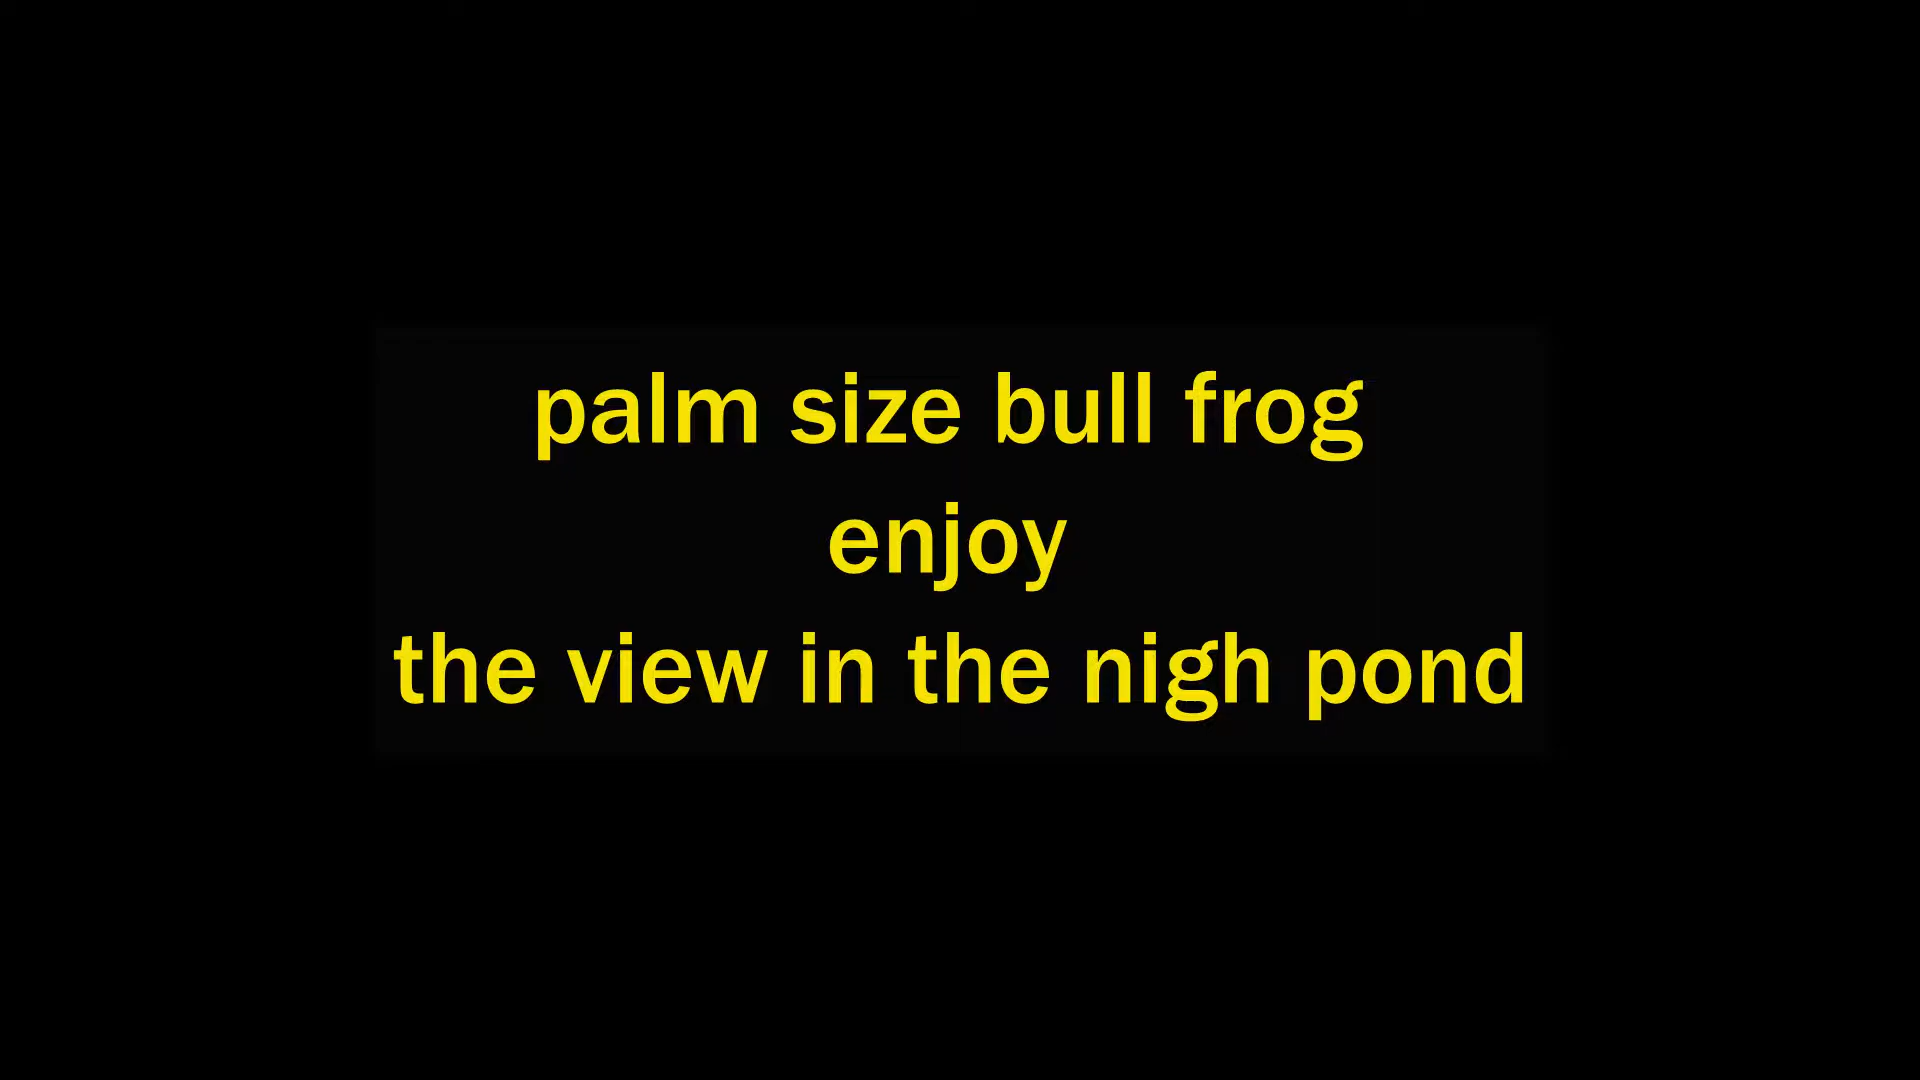 palm size bull frog
enjoy
the view in the nigh pond